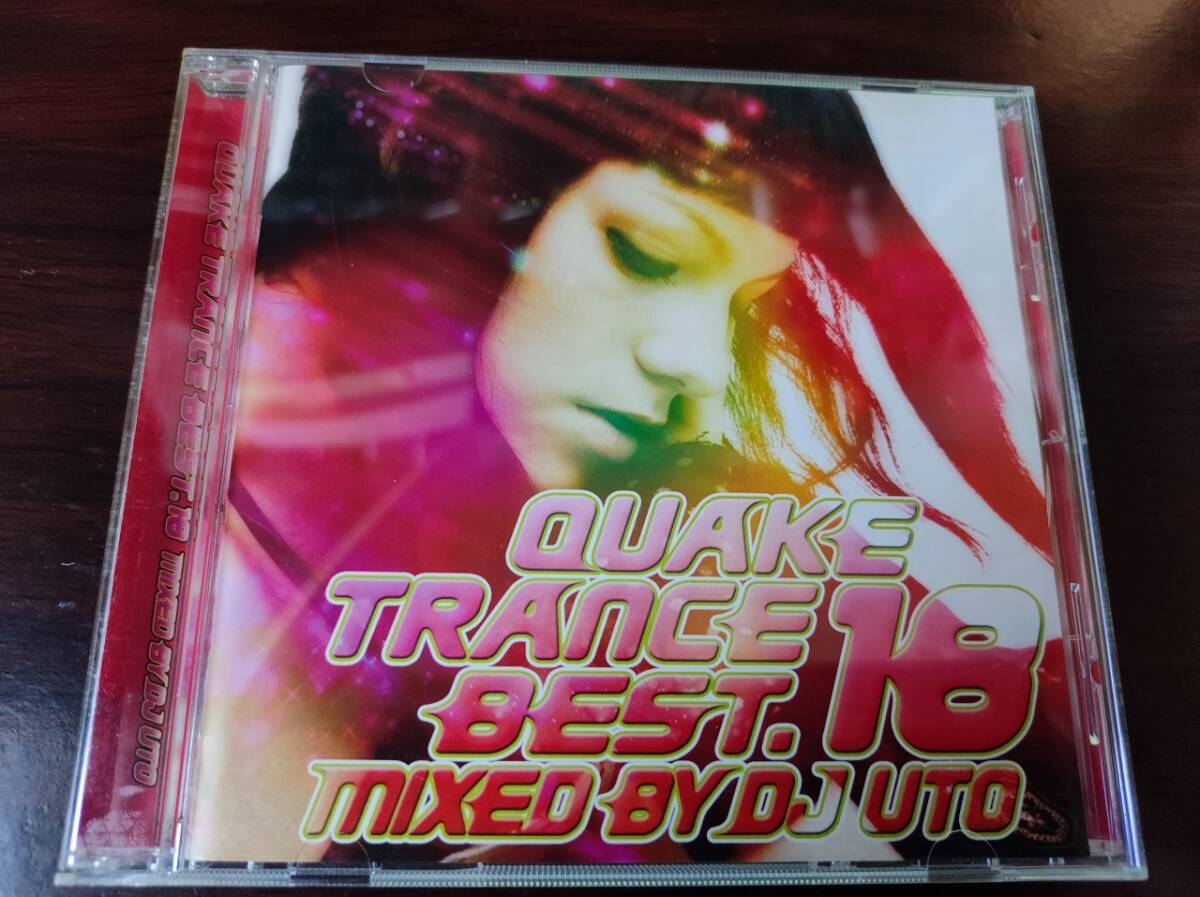 QUAKE TRANCE BEST.18 MIXED BY DJ UTO
QUAKE
TRANCE
BEST.18
MIXED BY DJ UTO